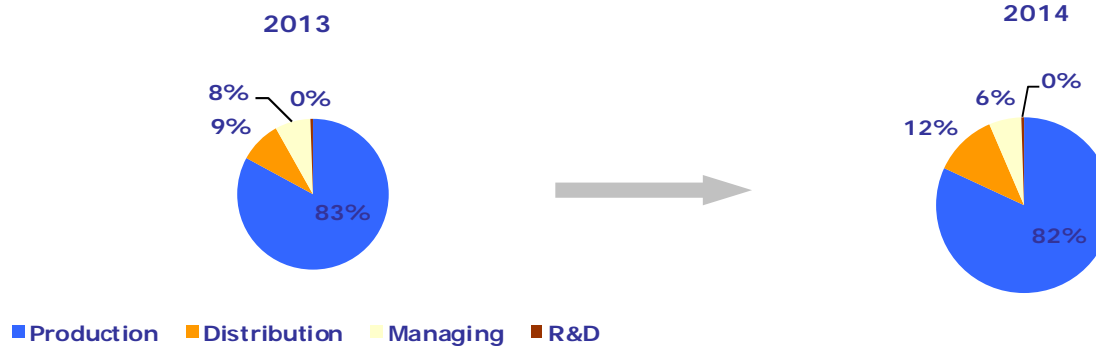 2013
2014
8%
0%
9%
83%
0%
6%
12%
82%
Production
Distribution
Managing
R&D